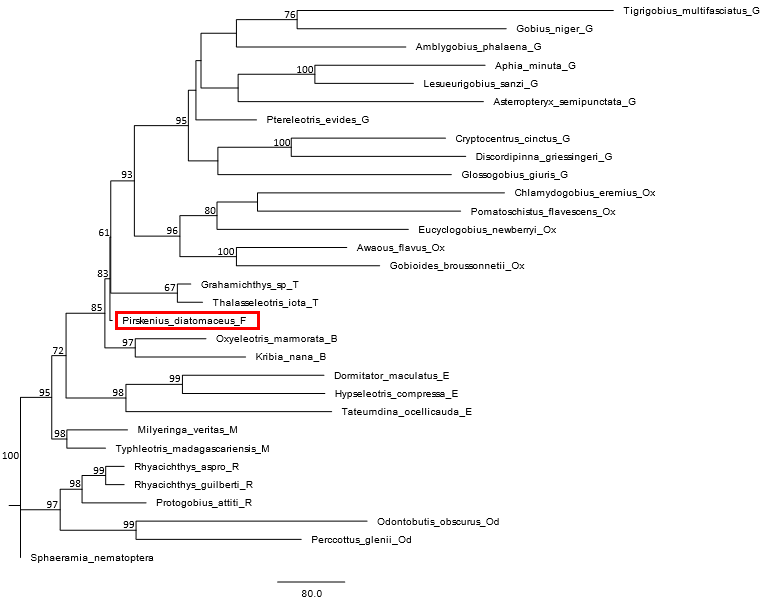 76
Tigrigobius_multifasciatus_G
Gobius_niger_G
Amblygobius_phalaena_G
Aphia_minuta_G
100
Lesueurigobius_sanzi_G
Asterropteryx_semipunctata_G
95
Ptereleotris_evides_G
Cryptocentrus_cinctus_G
100
Discordipinna_griessingeri_G
93
Glossogobius_giuris_G
Chlamydogobius_eremius_Ox
80
Pomatoschistus_flavescens_Ox
61
96
Eucyclogobius_newberryi_Ox
Awaous_flavus_Ox
100
Gobioides_broussonnetii_Ox
83
67
Grahamichthys_sp_T
Thalasseleotris_iota_T
85
Pirskenius_diatomaceus_F
97
Oxyeleotris_marmorata_B
72
Kribia_nana_B
99
Dormitator_maculatus_E
95
98
Hypseleotris_compressa_E
Tateurndina_ocellicauda_E
98
Milyeringa_veritas_M
Typhleotris_madagascariensis_M
100
99
Rhyacichthys_aspro_R
98
Rhyacichthys_guilberti_R
97
Protogobius_attiti_R
99
Odontobutis_obscurus_Od
Perccottus_glenii_Od
Sphaeramia_nematoptera
80.0